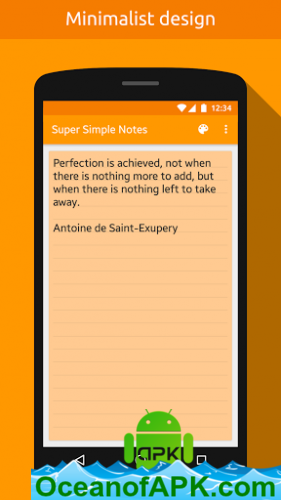 Minimalist design
12:34
Super Simple Notes
Perfection is achieved, not when
there is nothing more to add, but
when there is nothing left to take
away.
Antoine de Saint-Exupery
APK
OceanofAPK.com